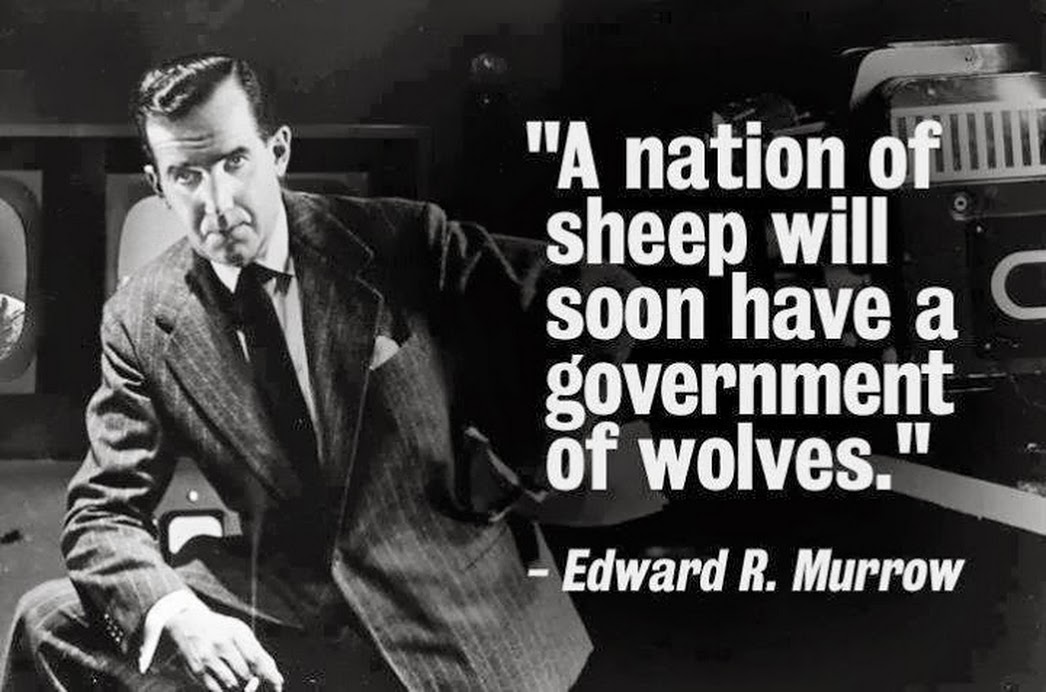 "A nation of
sheep will
soon have a
government
of wolves."
– Edward R. Murrow